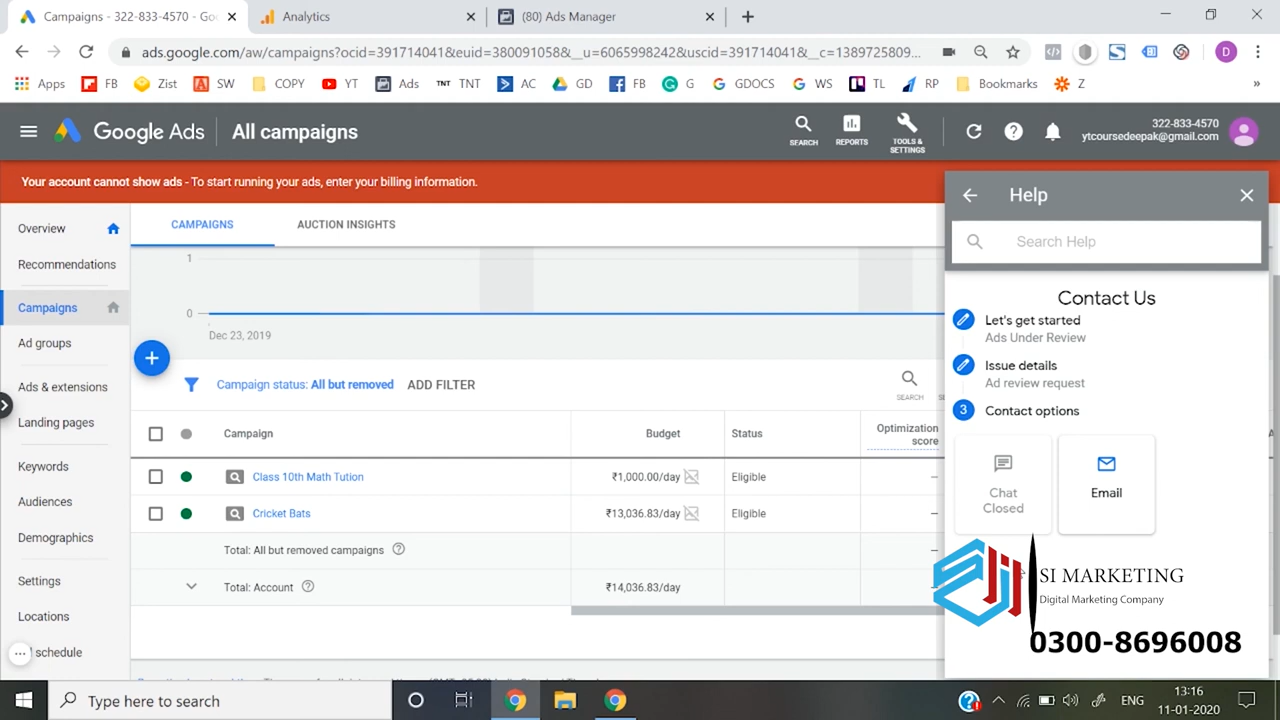 Campaigns - 322-833-4570 - Goo
Analytics
(80) Ads Manager
ads.google.com/aw/campaigns?ocid=391714041&euid=380091058&__u=6065998242&uscid=391714041&__c=1389725809...
D
Apps
FB
Zist
SW
COPY
YT
Ads
TNT TNT
AC
GD
FB
G
GDOCS
WS
TL
RP
Bookmarks
Z
»
Google Ads
All campaigns
SEARCH
REPORTS
TOOLS & SETTINGS
322-833-4570
ytcoursedeepak@gmail.com
Your account cannot show ads - To start running your ads, enter your billing information.
Overview
Recommendations
Campaigns
Ad groups
Ads & extensions
Landing pages
Keywords
Audiences
Demographics
Settings
Locations
schedule
CAMPAIGNS
AUCTION INSIGHTS
1
0
Dec 23, 2019
Campaign status: All but removed
ADD FILTER
SEARCH
Campaign
Budget
Status
Optimization score
Class 10th Math Tution
₹1,000.00/day
Eligible
–
Cricket Bats
₹13,036.83/day
Eligible
–
Total: All but removed campaigns
–
Total: Account
₹14,036.83/day
Help
Search Help
Contact Us
Let's get started
Ads Under Review
Issue details
Ad review request
3
Contact options
Chat
Closed
Email
SI MARKETING
Digital Marketing Company
0300-8696008
Type here to search
ENG
13:16
11-01-2020